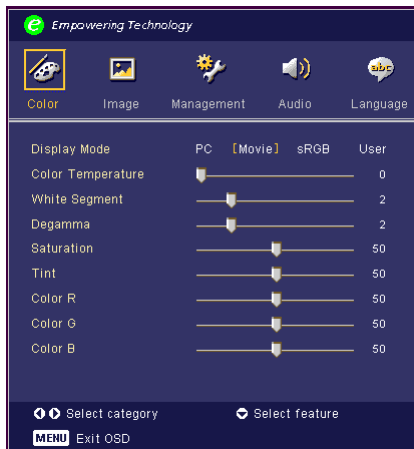 e Empowering Technology
Color Image Management Audio abc Language
Display Mode PC [Movie] sRGB User
Color Temperature 0
White Segment 2
Degamma 2
Saturation 50
Tint 50
Color R 50
Color G 50
Color B 50
Select category Select feature
MENU Exit OSD